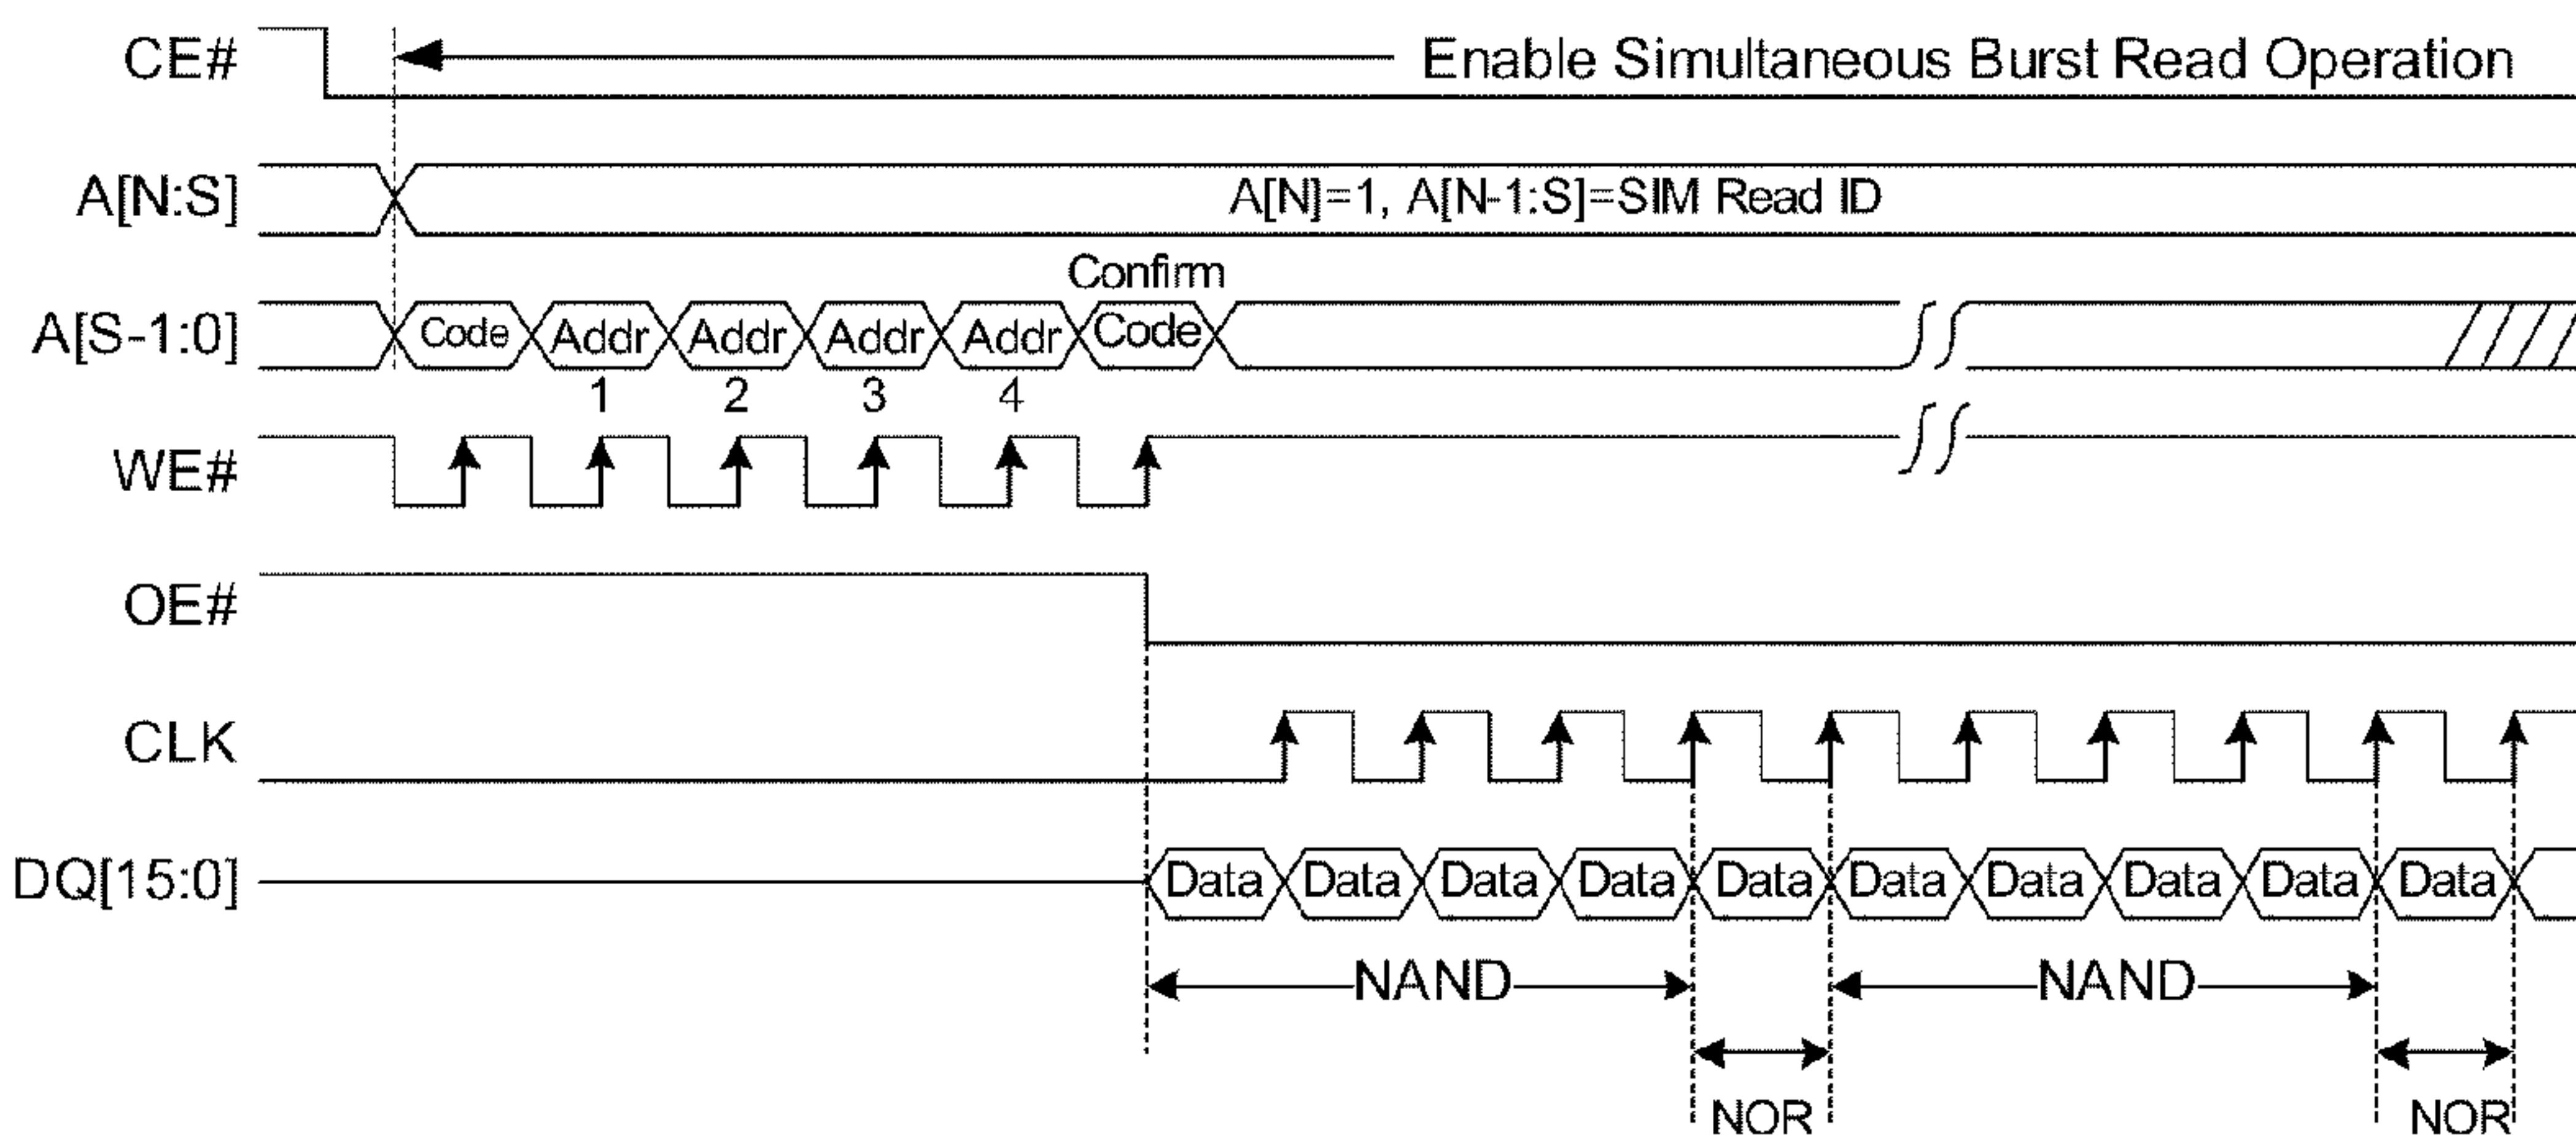 CE# Enable Simultaneous Burst Read Operation
A[N:S] A[N]=1, A[N-1:S]=SIM Read ID
Confirm
A[S-1:0] Code Addr Addr Addr Addr Code
1 2 3 4
WE#
OE#
CLK
DQ[15:0] Data Data Data Data Data Data Data Data Data Data
NAND NAND
NOR NOR